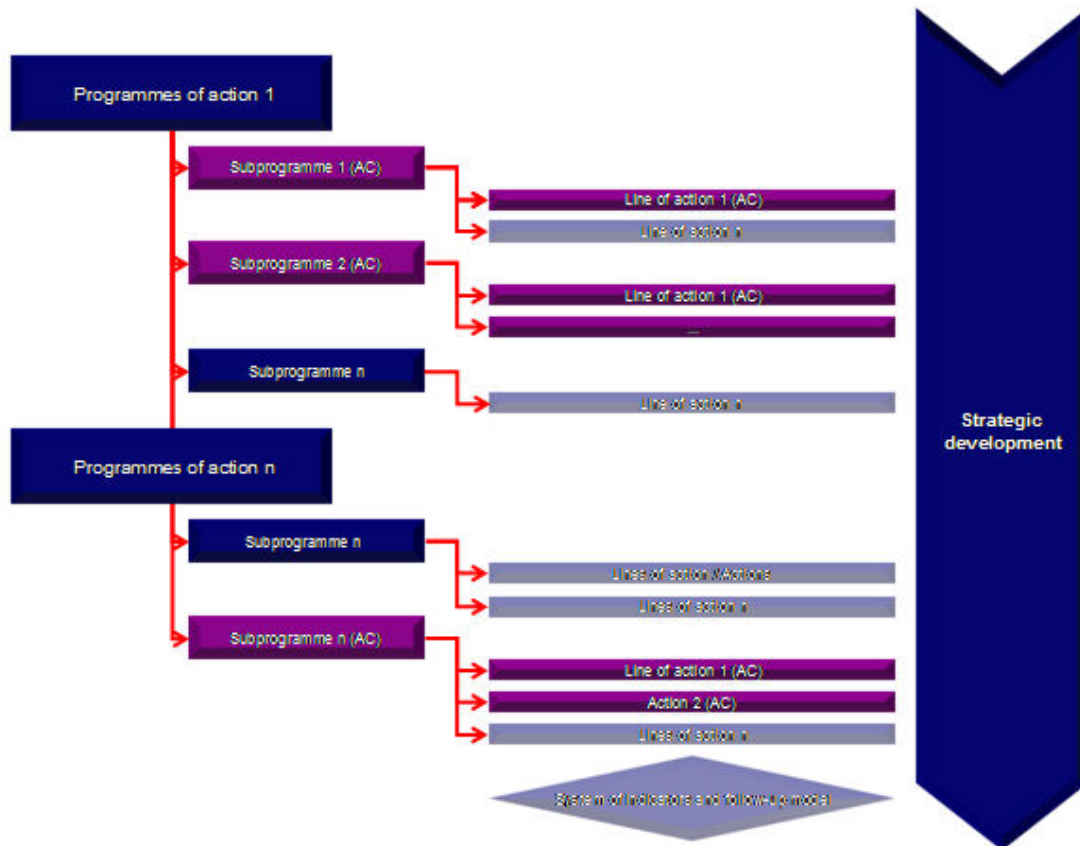 Programmes of action 1
Subprogramme 1 (AC)
Line of action 1 (AC)
Line of action n
Subprogramme 2 (AC)
Line of action 1 (AC)
...
Subprogramme n
Line of action n
Strategic
development
Programmes of action n
Subprogramme n
Lines of action //Actions
Lines of action n
Subprogramme n (AC)
Line of action 1 (AC)
Action 2 (AC)
Lines of action n
System of indicators and follow-up model